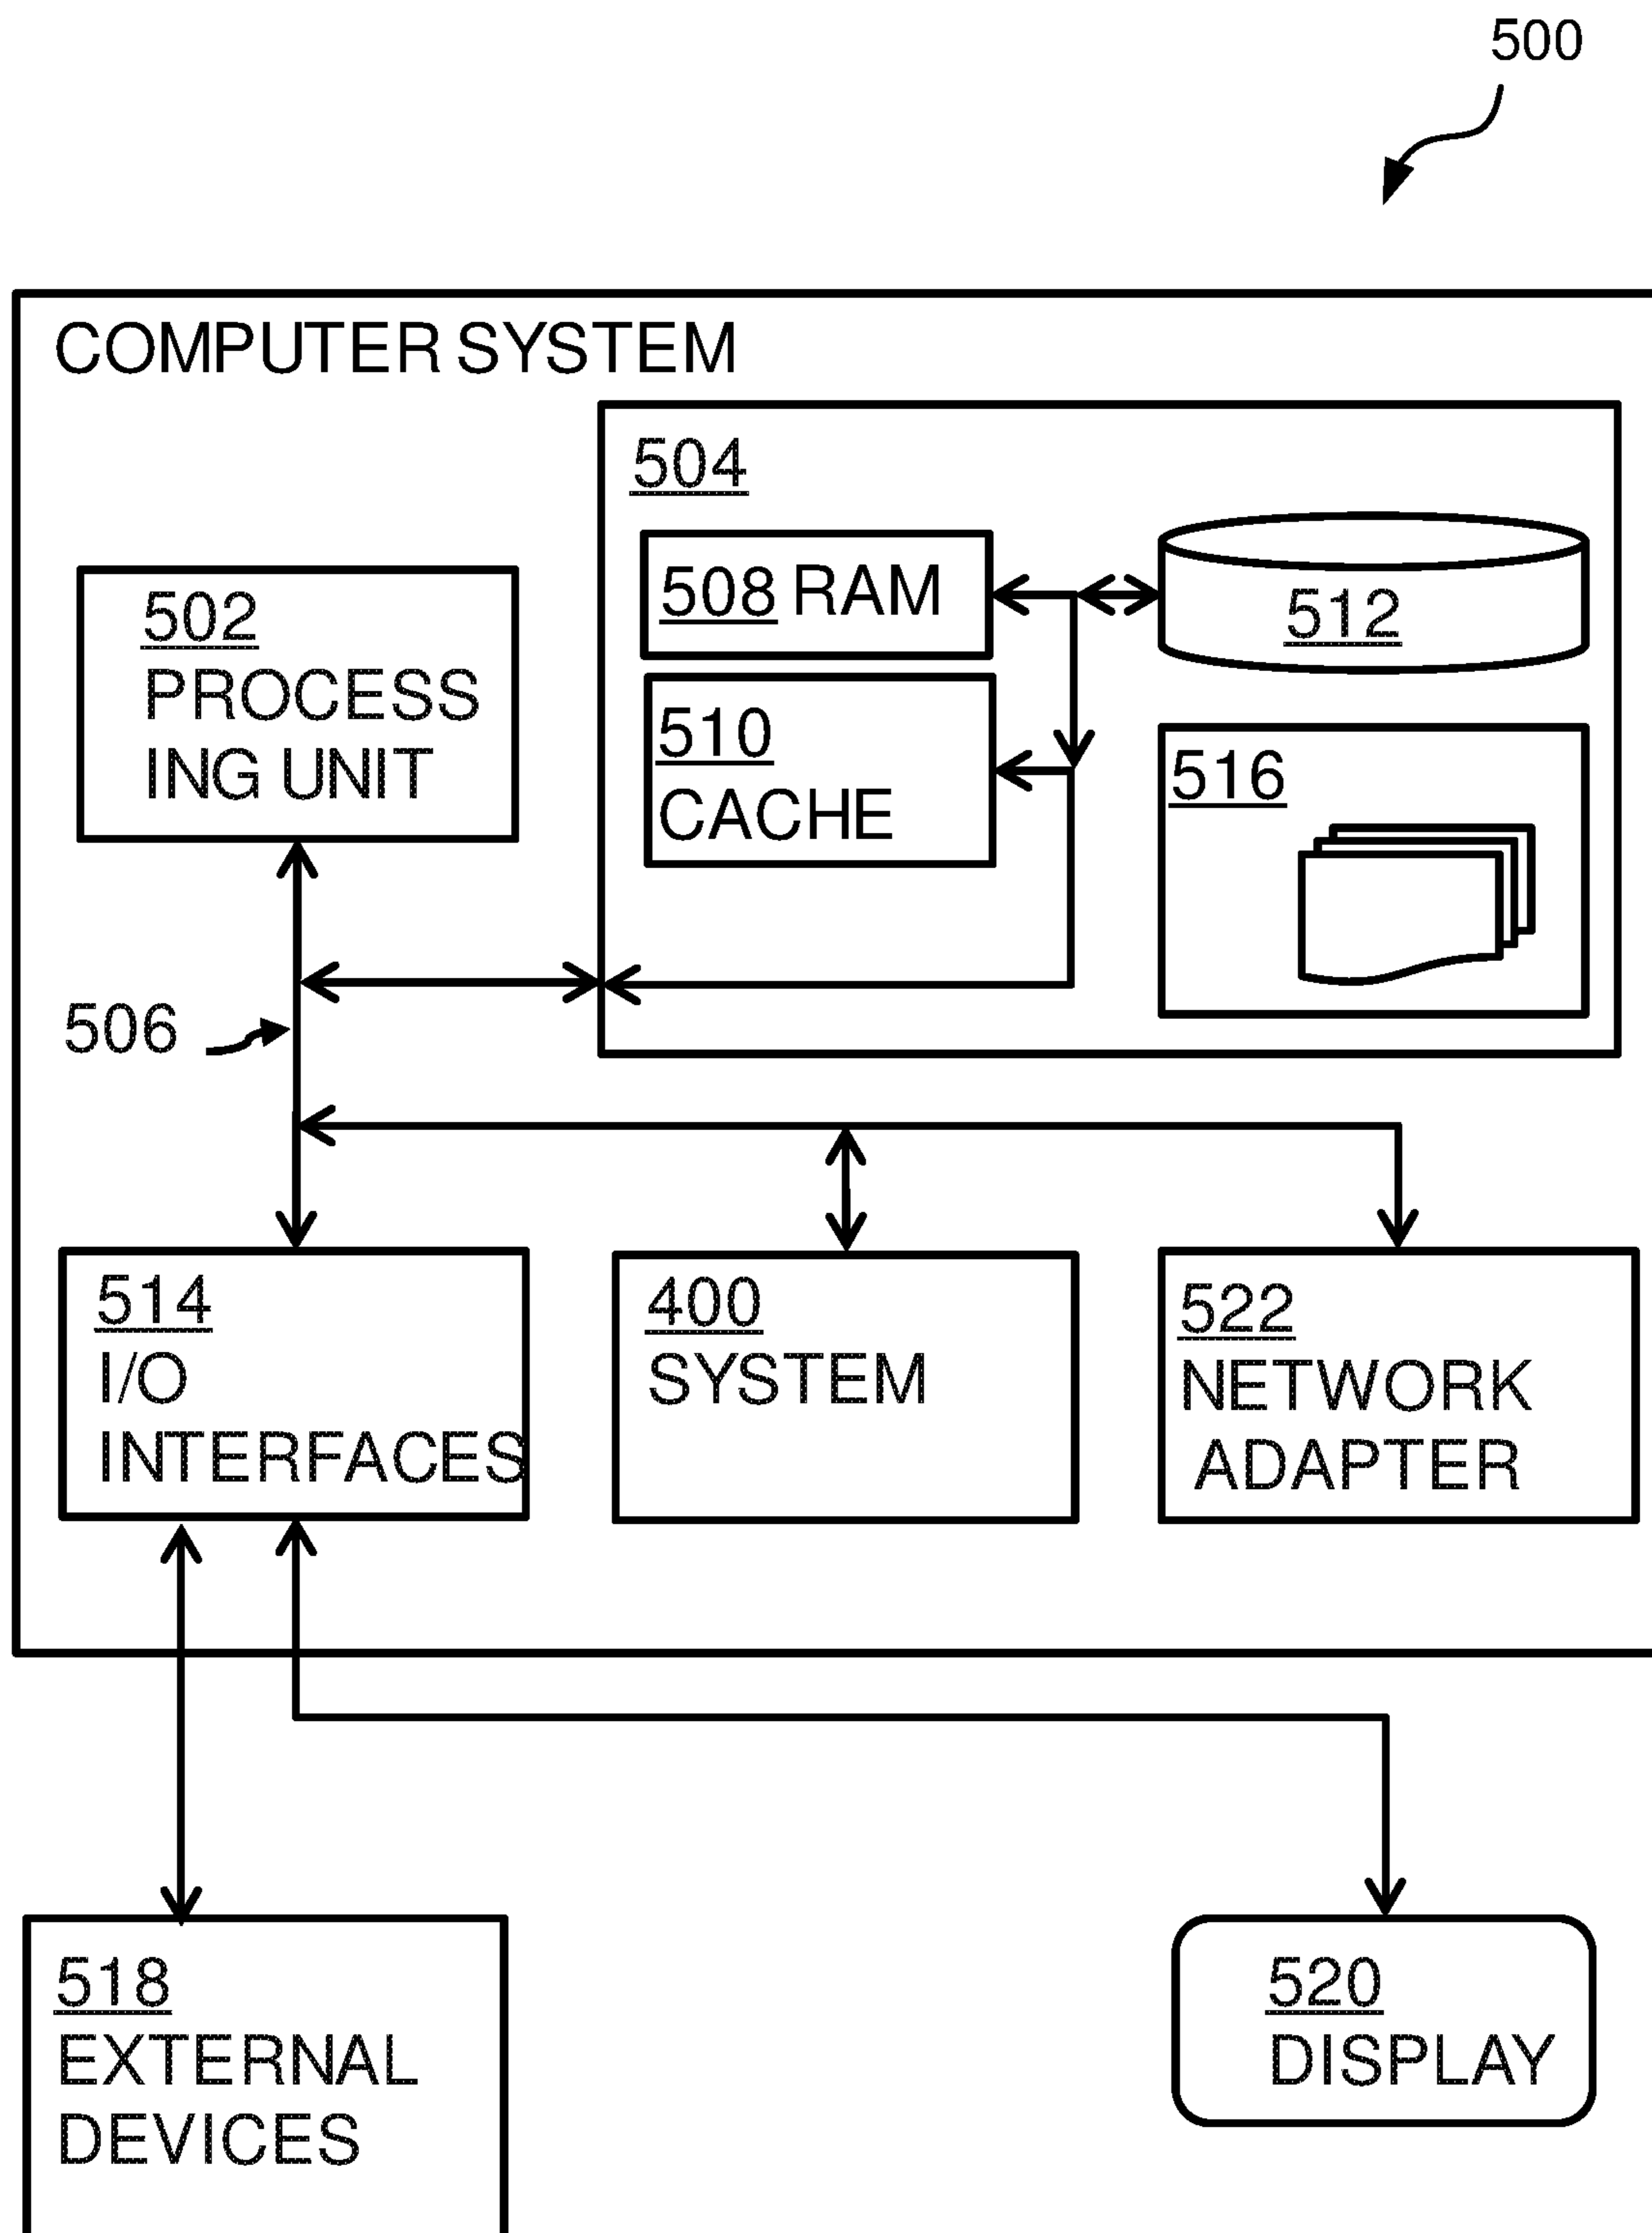 500
COMPUTER SYSTEM
504
508 RAM
512
502
PROCESS
ING UNIT
510
CACHE
516
506
514
I/O
INTERFACES
400
SYSTEM
522
NETWORK
ADAPTER
518
EXTERNAL
DEVICES
520
DISPLAY